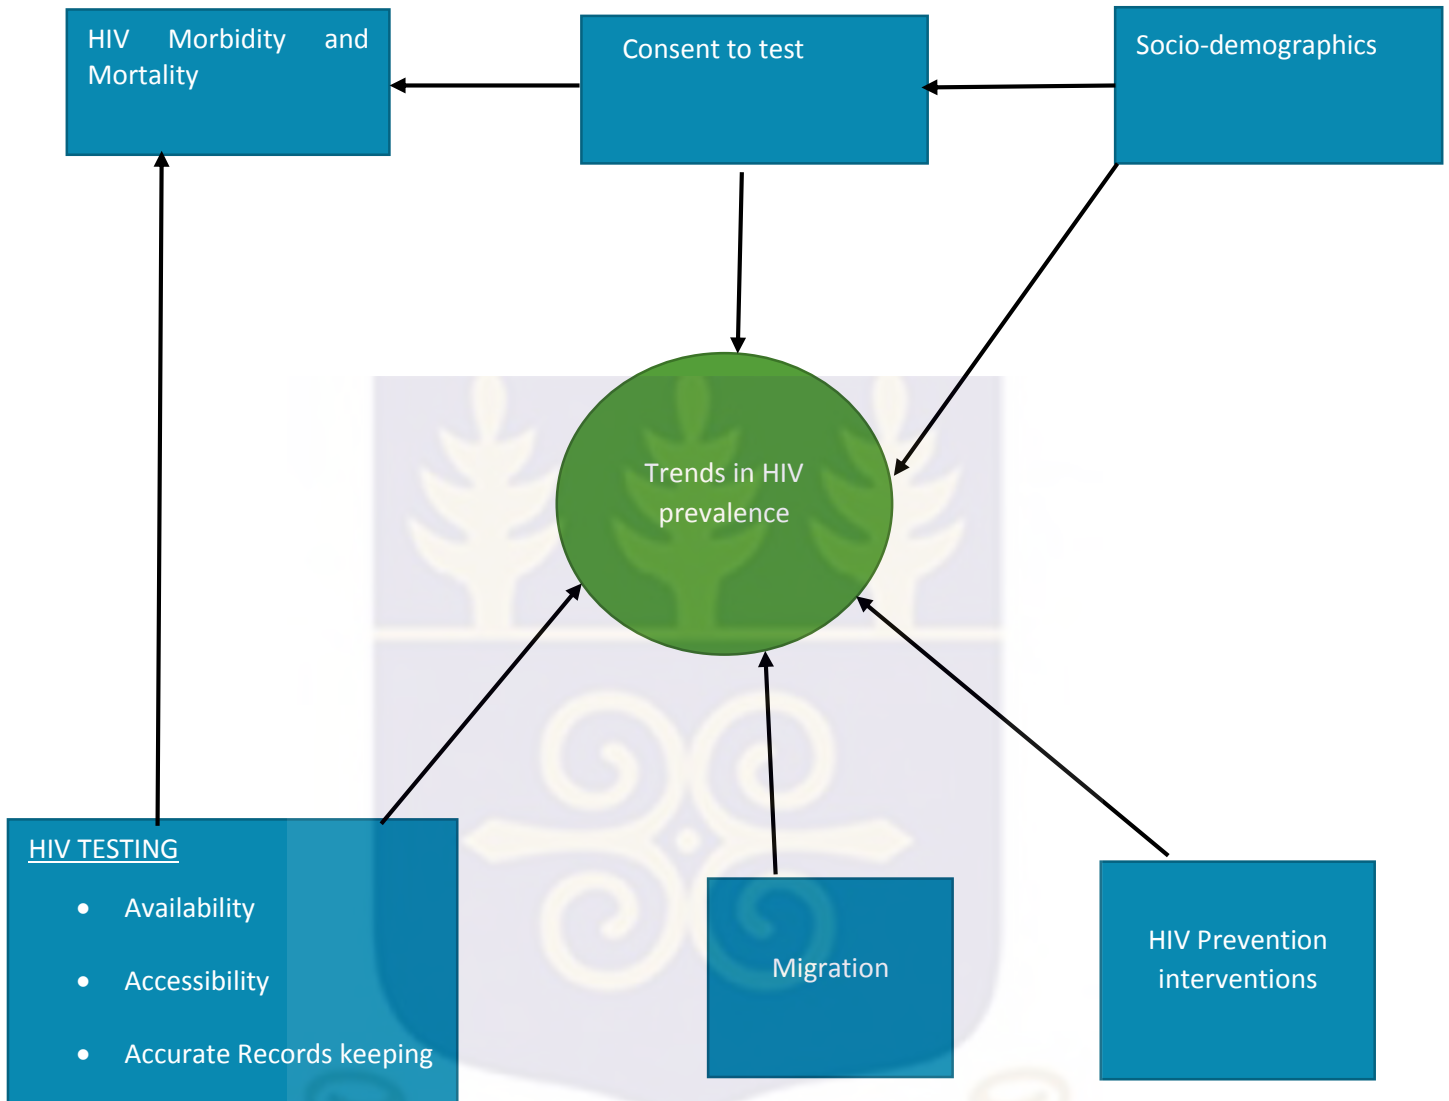 HIV Morbidity and
Mortality
Consent to test
Socio-demographics
Trends in HIV
prevalence
HIV TESTING
• Availability
• Accessibility
• Accurate Records keeping
Migration
HIV Prevention
interventions